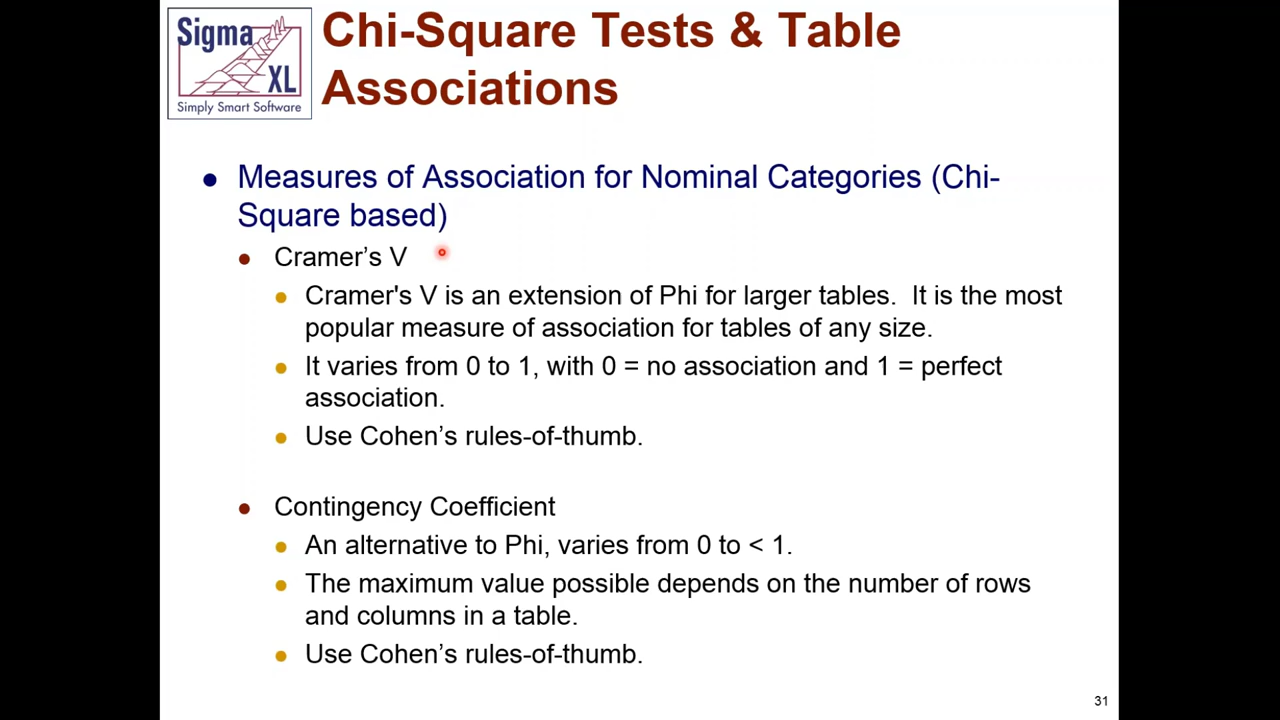 Sigma
XL
Simply Smart Software
Chi-Square Tests & Table
Associations
Measures of Association for Nominal Categories (Chi-
Square based)
Cramer’s V
Cramer's V is an extension of Phi for larger tables.  It is the most
popular measure of association for tables of any size.
It varies from 0 to 1, with 0 = no association and 1 = perfect
association.
Use Cohen’s rules-of-thumb.
Contingency Coefficient
An alternative to Phi, varies from 0 to < 1.
The maximum value possible depends on the number of rows
and columns in a table.
Use Cohen’s rules-of-thumb.
31